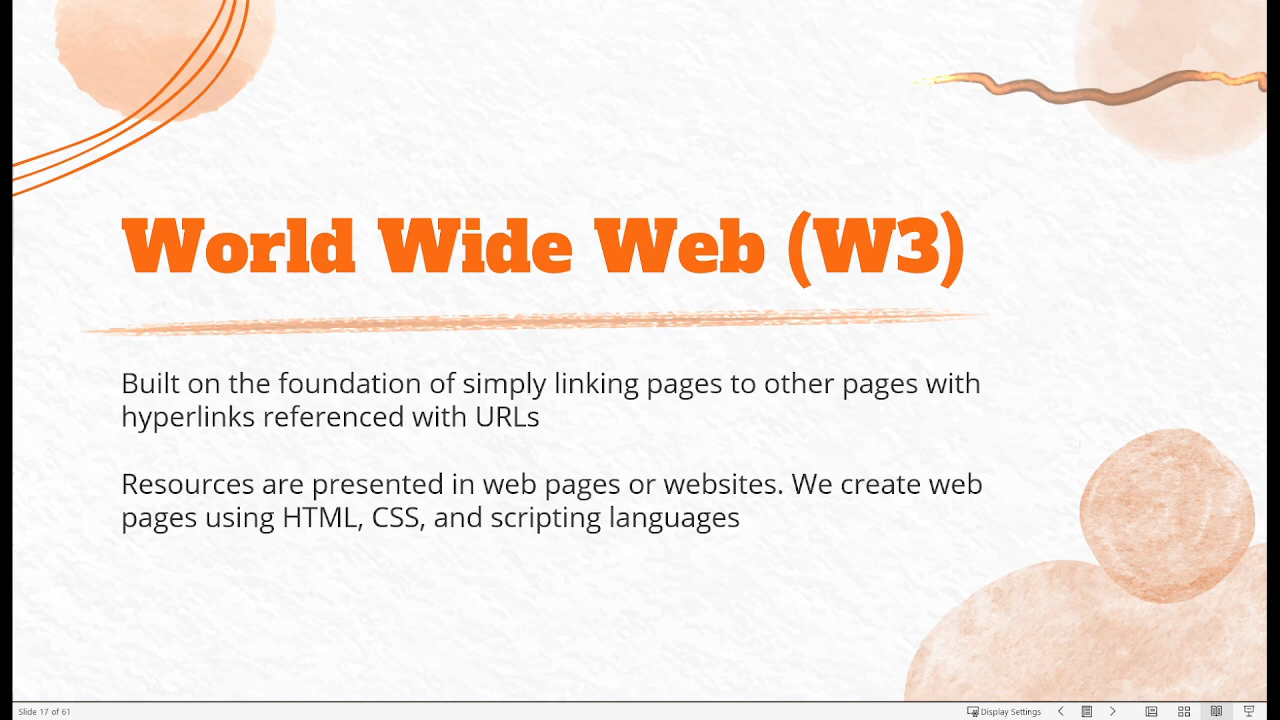 World Wide Web (W3)
Built on the foundation of simply linking pages to other pages with
hyperlinks referenced with URLs
Resources are presented in web pages or websites. We create web
pages using HTML, CSS, and scripting languages
Slide 17 of 61
Display Settings